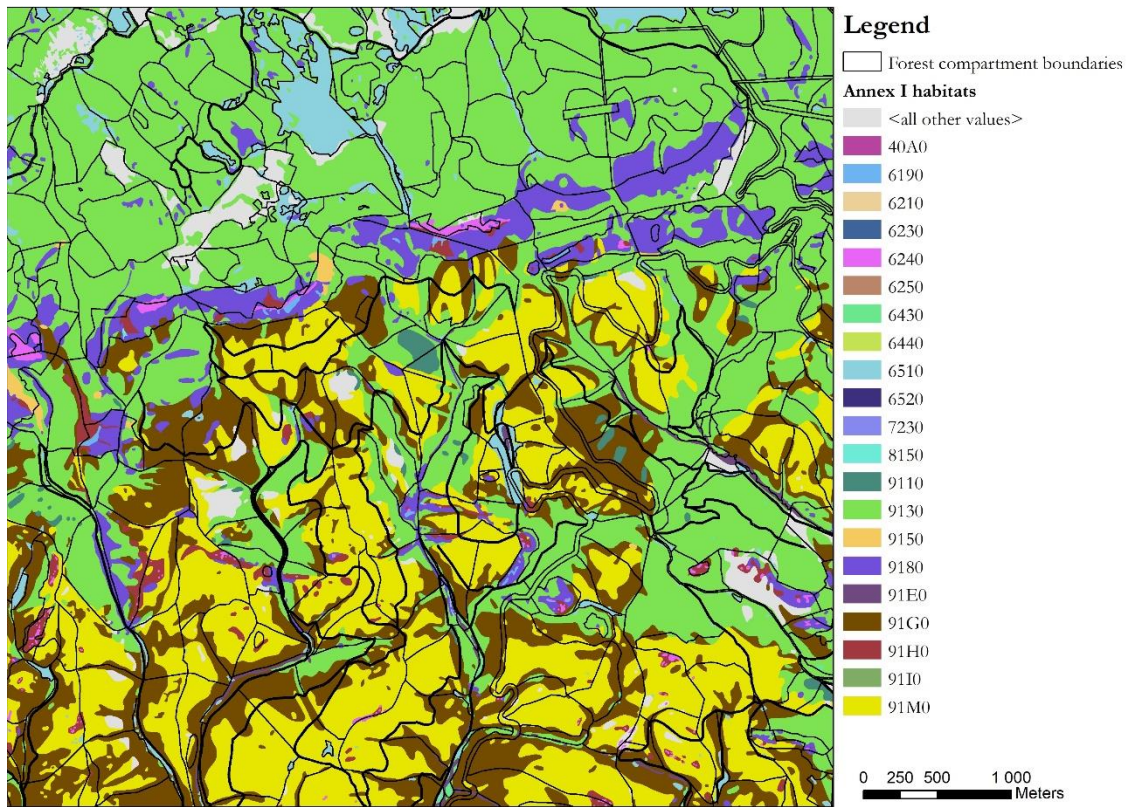 Legend
Forest compartment boundaries
Annex I habitats
<all other values>
40A0
6190
6210
6230
6240
6250
6430
6440
6510
6520
7230
8150
9110
9130
9150
9180
91E0
91G0
91H0
91I0
91M0
0 250 500 1 000
Meters